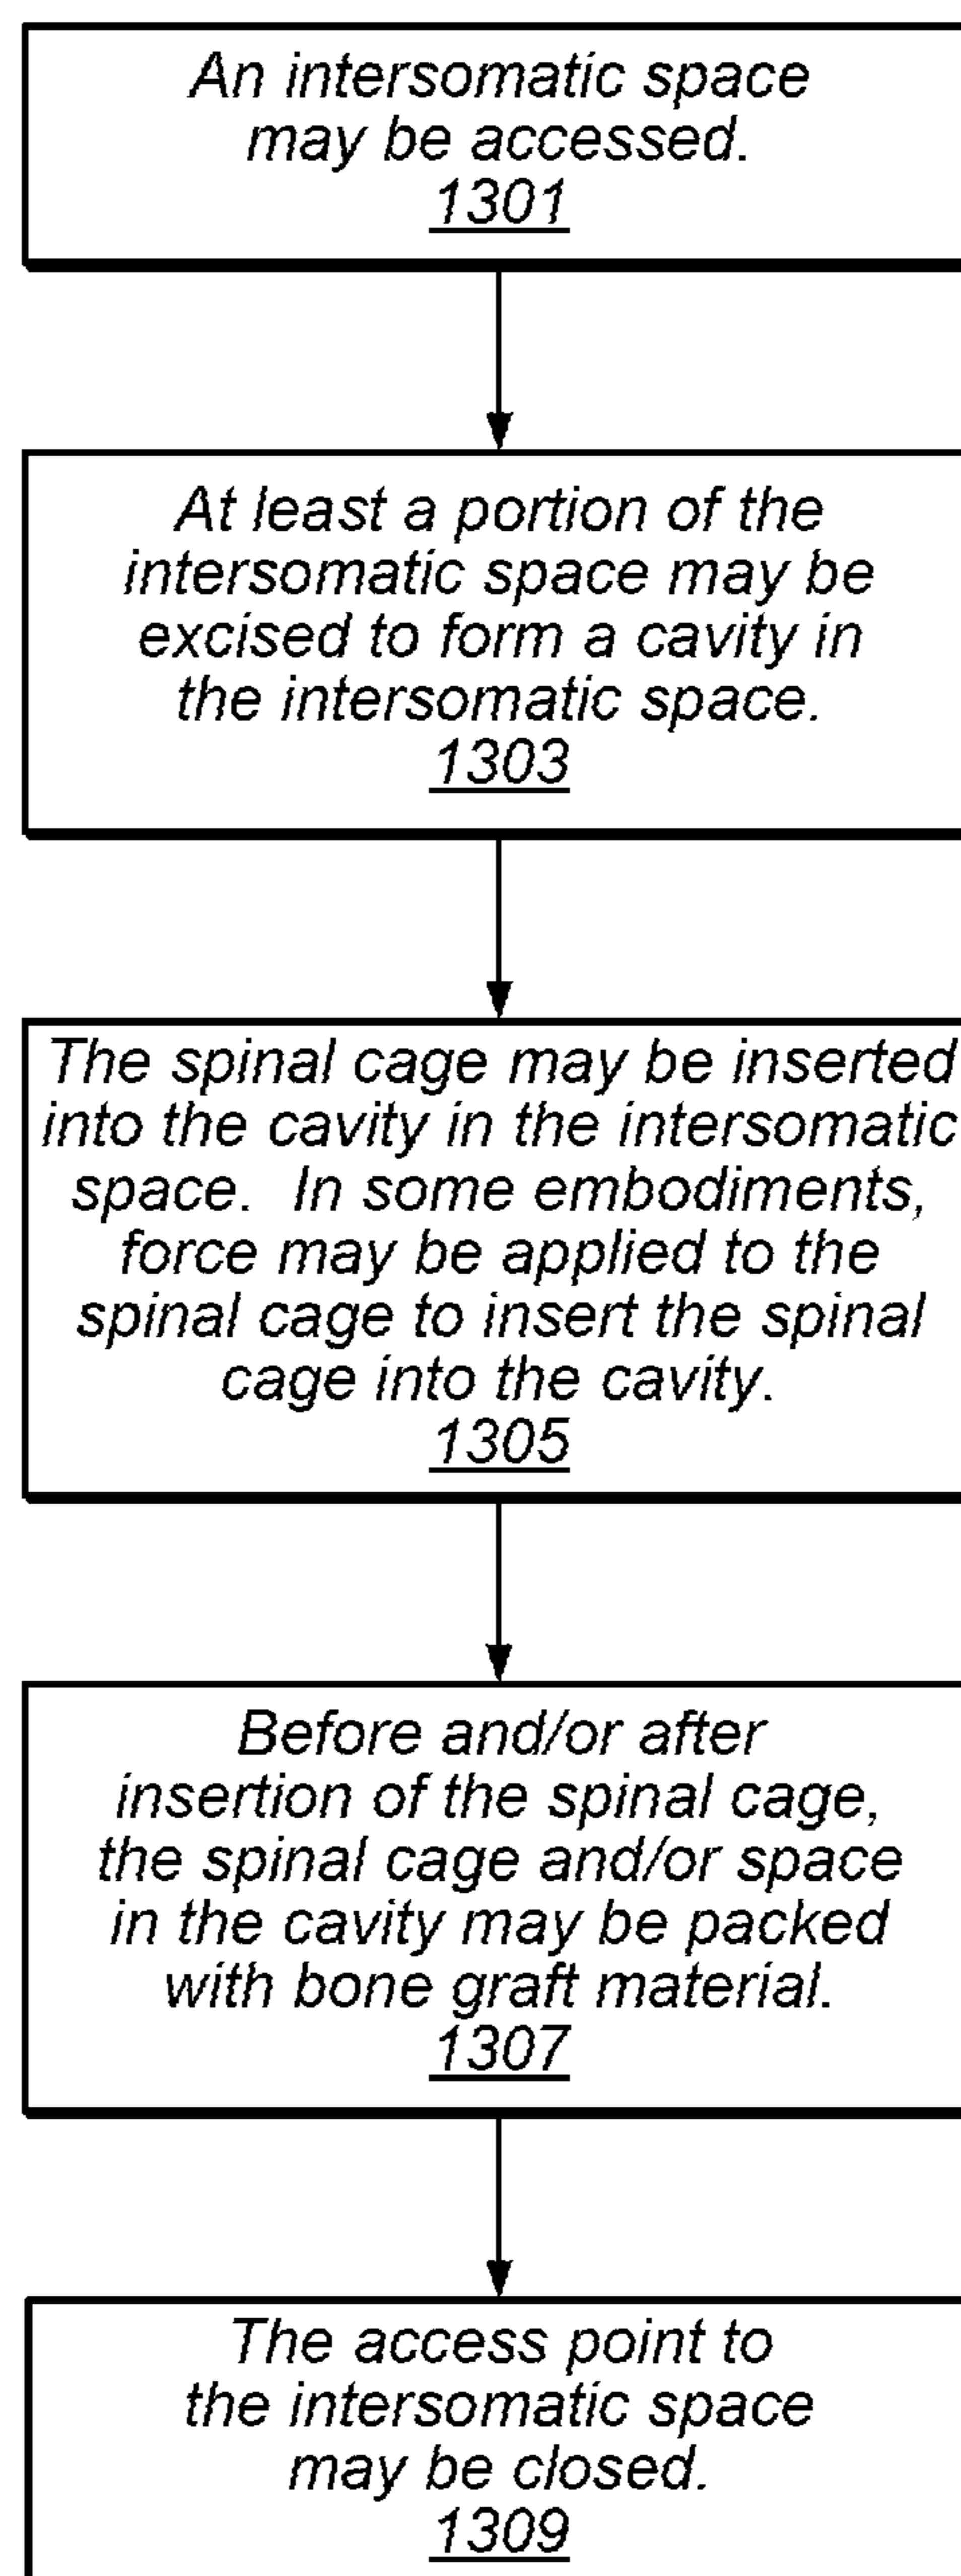 An intersomatic space
may be accessed.
1301
At least a portion of the
intersomatic space may be
excised to form a cavity in
the intersomatic space.
1303
The spinal cage may be inserted
into the cavity in the intersomatic
space.  In some embodiments,
force may be applied to the
spinal cage to insert the spinal
cage into the cavity.
1305
Before and/or after
insertion of the spinal cage,
the spinal cage and/or space
in the cavity may be packed
with bone graft material.
1307
The access point to
the intersomatic space
may be closed.
1309